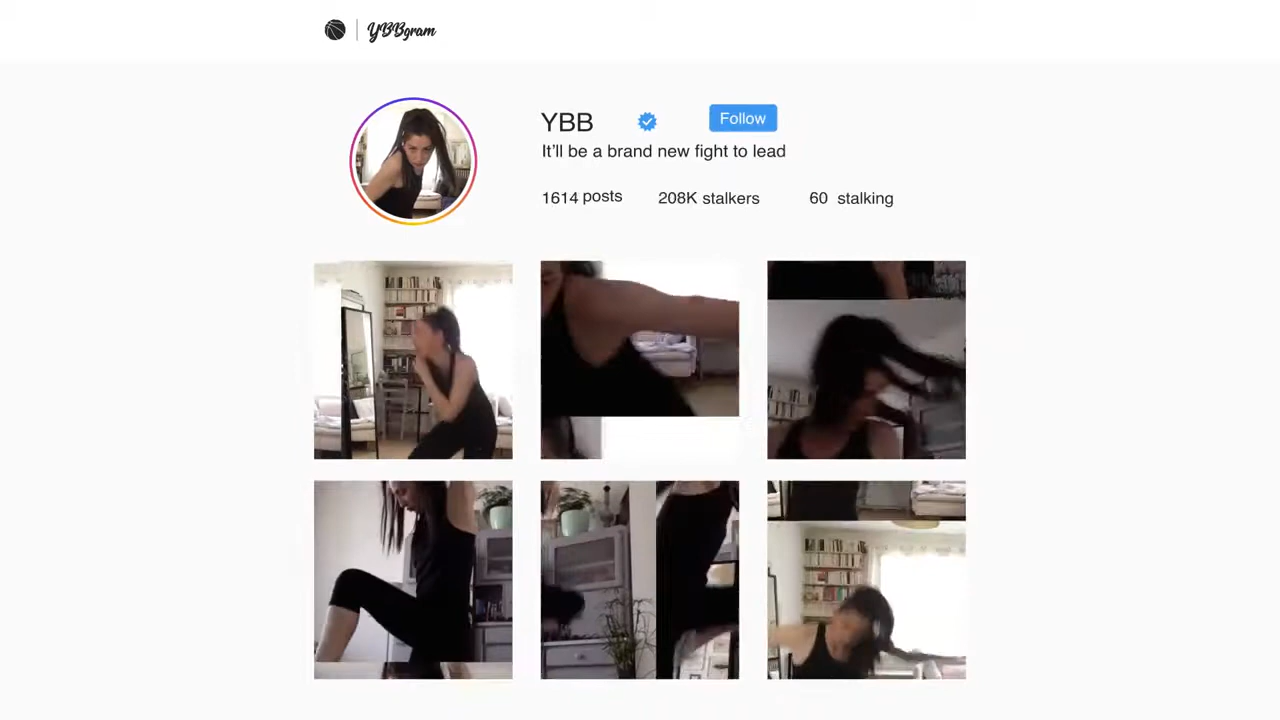 YBBgram
YBB
Follow
It'll be a brand new fight to lead
1614 posts
208K stalkers
60 stalking